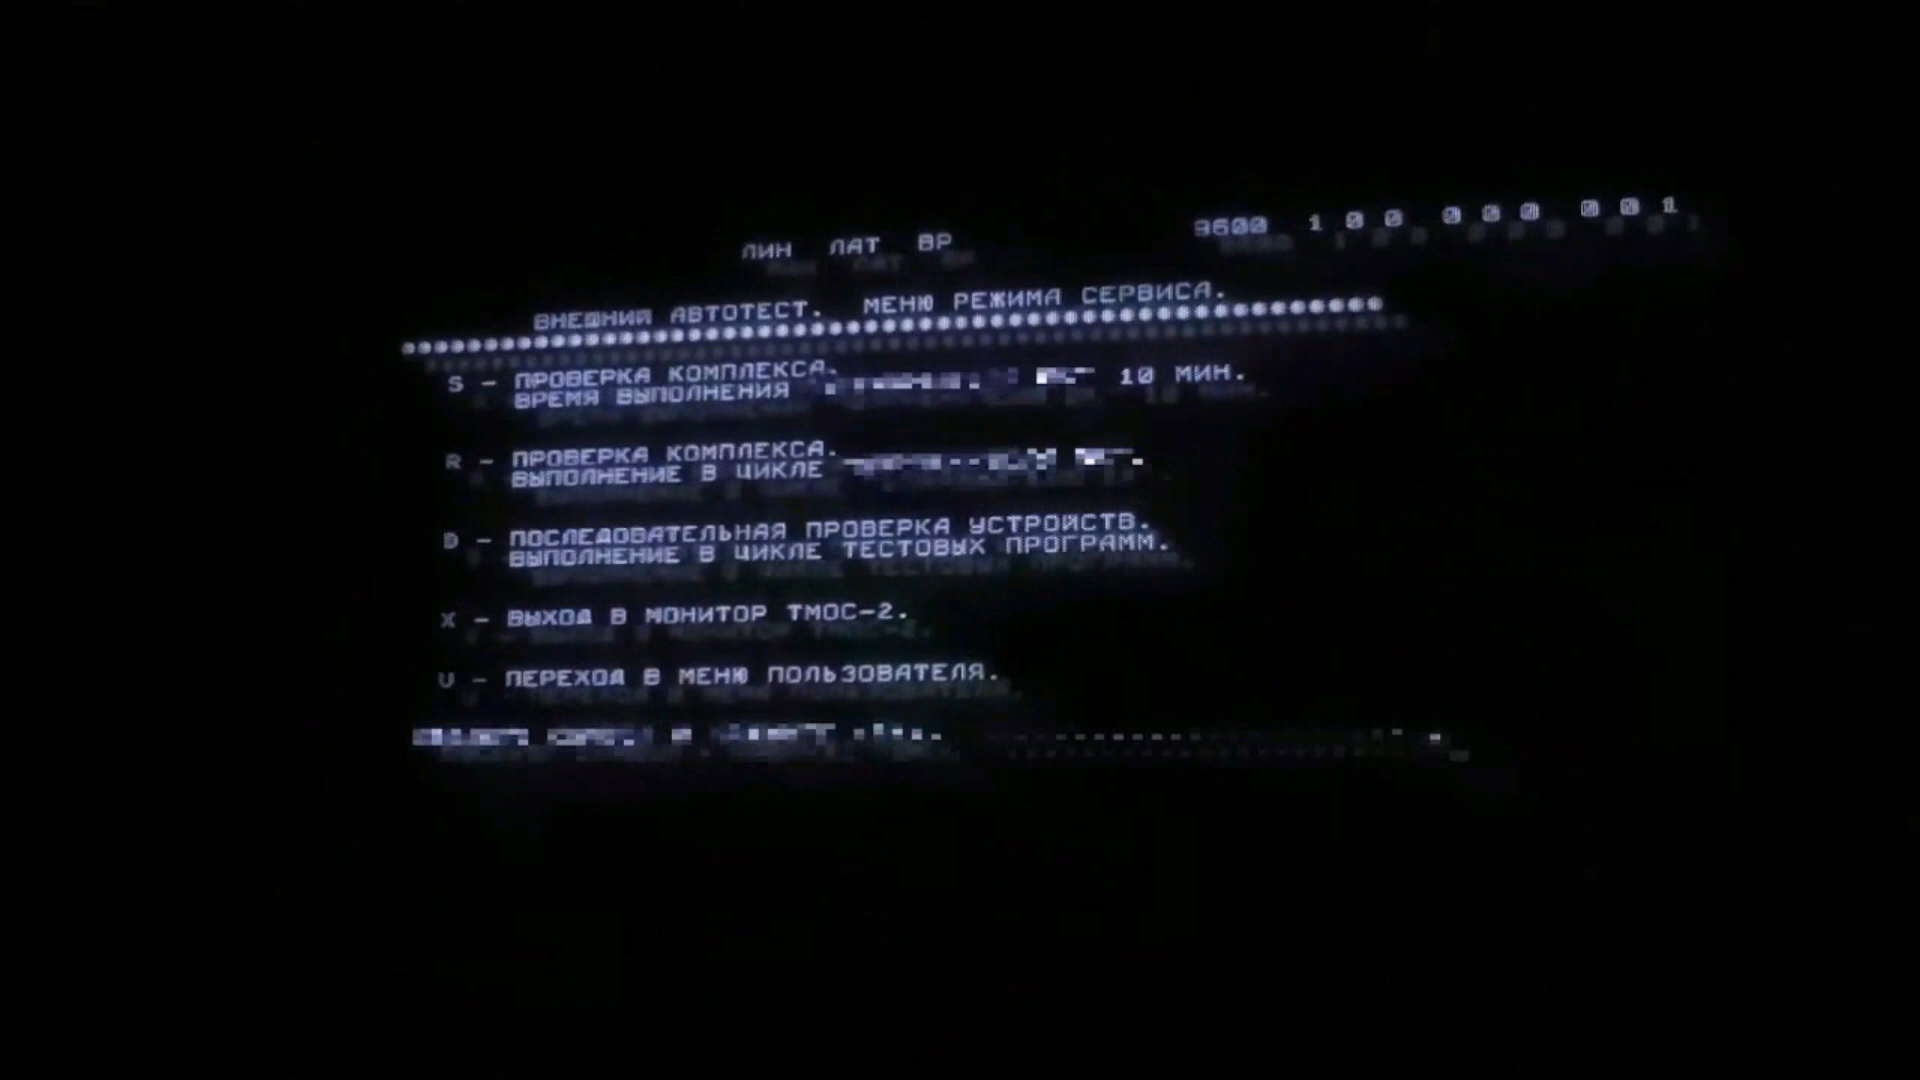 ЛИН ЛАТ ВР 9600 1 0 0 0 0 0 0 0 1
ВНЕШНИЙ АВТОТЕСТ. МЕНЮ РЕЖИМА СЕРВИСА.
S - ПРОВЕРКА КОМПЛЕКСА.
ВРЕМЯ ВЫПОЛНЕНИЯ 10 МИН.
R - ПРОВЕРКА КОМПЛЕКСА.
ВЫПОЛНЕНИЕ В ЦИКЛЕ
D - ПОСЛЕДОВАТЕЛЬНАЯ ПРОВЕРКА УСТРОЙСТВ.
ВЫПОЛНЕНИЕ В ЦИКЛЕ ТЕСТОВЫХ ПРОГРАММ.
X - ВЫХОД В МОНИТОР ТМОС-2.
U - ПЕРЕХОД В МЕНЮ ПОЛЬЗОВАТЕЛЯ.